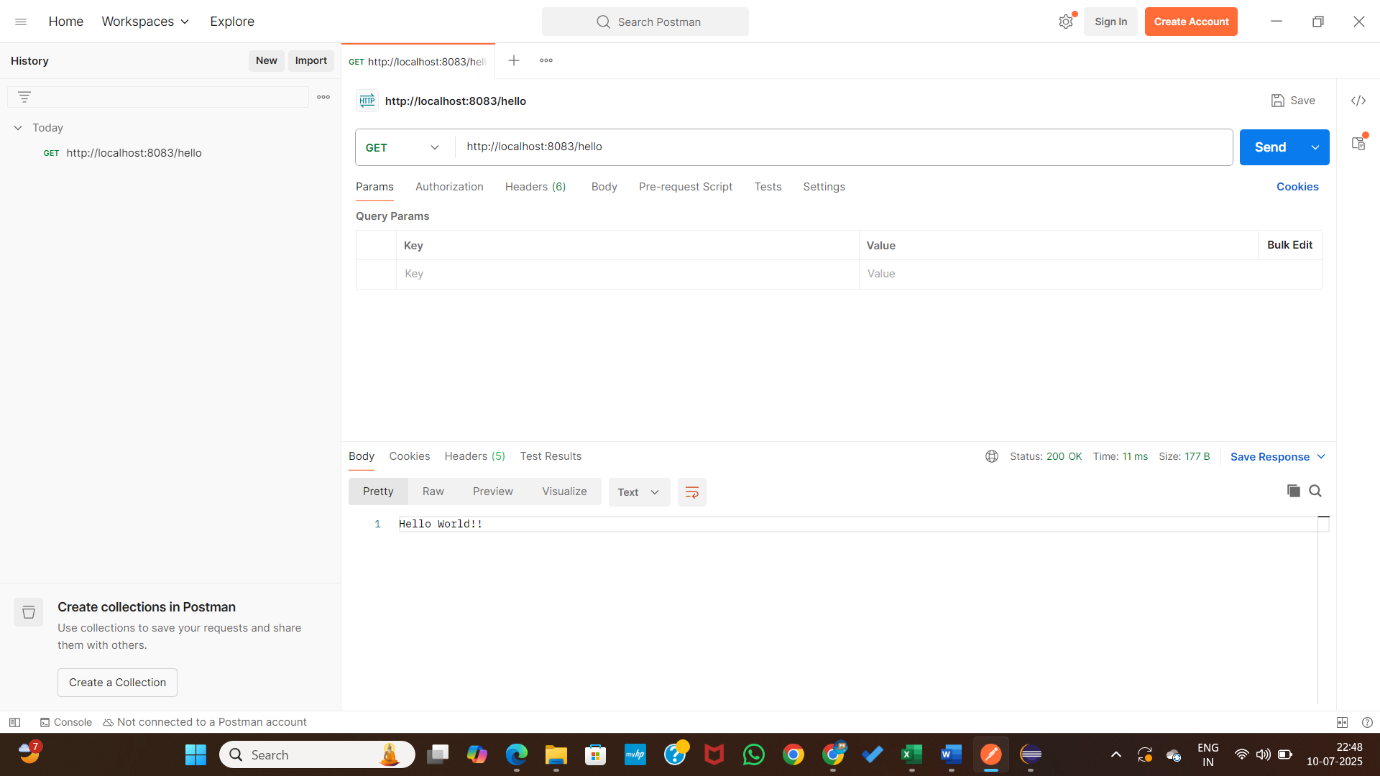 Home Workspaces Explore
Search Postman
Sign In Create Account
History New Import
GET http://localhost:8083/hell
HTTP http://localhost:8083/hello
Save
Today
GET http://localhost:8083/hello
GET http://localhost:8083/hello
Send
Params Authorization Headers (6) Body Pre-request Script Tests Settings
Cookies
Query Params
Key Value Bulk Edit
Key Value
Body Cookies Headers (5) Test Results
Status: 200 OK Time: 11 ms Size: 177 B Save Response
Pretty Raw Preview Visualize Text
1 Hello World!!
Create collections in Postman
Use collections to save your requests and share
them with others.
Create a Collection
Console Not connected to a Postman account
7
Search
myhp
ENG
IN
22:48
10-07-2025